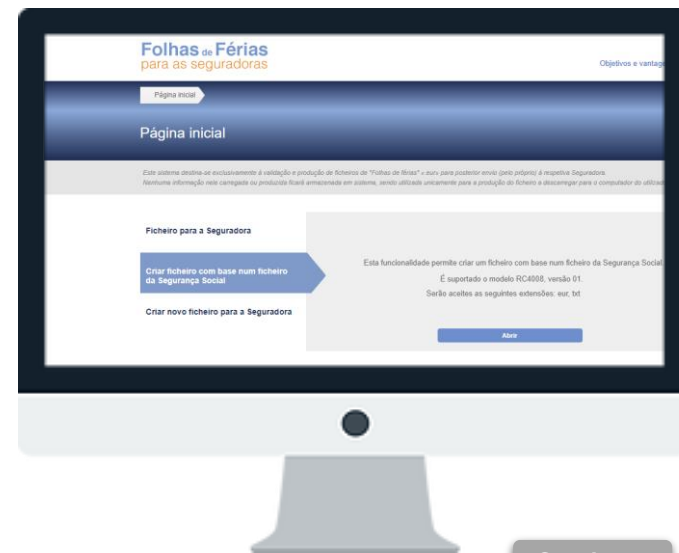 Folhas de Férias
para as seguradoras
Objetivos e
Página inicial
Página inicial
Este sistema destina-se exclusivamente à validação e produção de ficheiros de "Folhas de férias" « eur» para posterior envio (pelo próprio) à respetiva Seguradora.
Nenhuma informação nele carregada ou produzida ficará armazenada em sistema, sendo utilizada unicamente para a produção do ficheiro a descarregar para o computador do
Ficheiro para a Seguradora
Criar ficheiro com base num ficheiro
da Segurança Social
Criar novo ficheiro para a Seguradora
Esta funcionalidade permite criar um ficheiro com base num ficheiro da Segurança Social.
É suportado o modelo RC4008, versão 01.
Serão aceites as seguintes extensões: eur, txt
Abrir